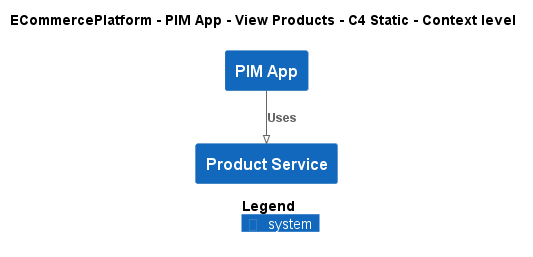 ECommercePlatform - PIM App - View Products - C4 Static - Context level
PIM App
Uses
Product Service
Legend
system